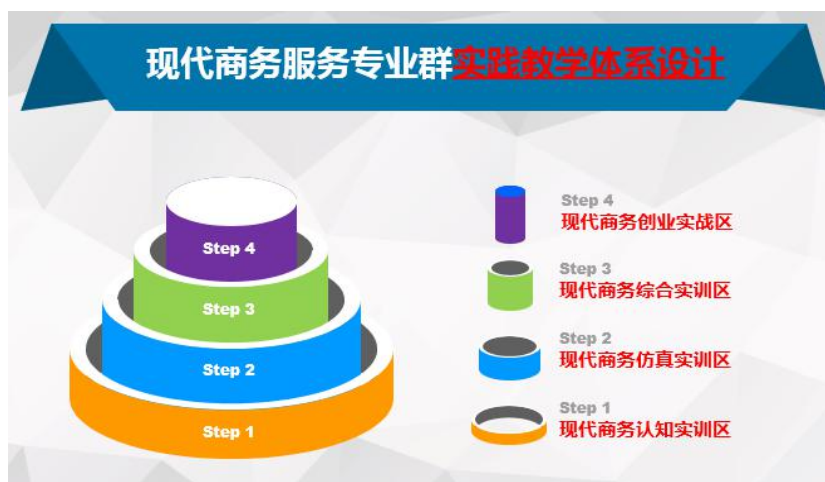 现代商务服务专业群实践教学体系设计
Step 4
Step 3
Step 2
Step 1
Step 4
现代商务创业实战区
Step 3
现代商务综合实训区
Step 2
现代商务仿真实训区
Step 1
现代商务认知实训区